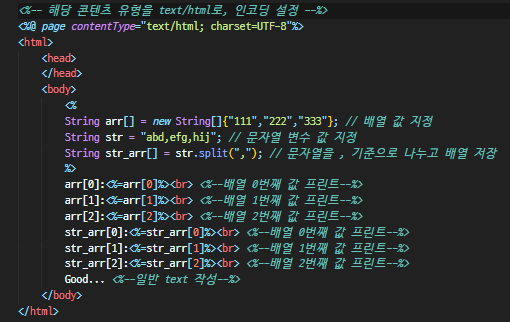 <%-- 해당 콘텐츠 유형을 text/html로, 인코딩 설정 --%>
<%@ page contentType="text/html; charset=UTF-8"%>
<html>
<head>
</head>
<body>
<%
String arr[] = new String[]{"111","222","333"}; // 배열 값 지정
String str = "abd,efg,hij"; // 문자열 변수 값 지정
String str_arr[] = str.split(","); // 문자열을 , 기준으로 나누고 배열 저장
%>
arr[0]:<%=arr[0]%><br> <%--배열 0번째 값 프린트--%>
arr[1]:<%=arr[1]%><br> <%--배열 1번째 값 프린트--%>
arr[2]:<%=arr[2]%><br> <%--배열 2번째 값 프린트--%>
str_arr[0]:<%=str_arr[0]%><br> <%--배열 0번째 값 프린트--%>
str_arr[1]:<%=str_arr[1]%><br> <%--배열 1번째 값 프린트--%>
str_arr[2]:<%=str_arr[2]%><br> <%--배열 2번째 값 프린트--%>
Good... <%--일반 text 작성--%>
</body>
</html>